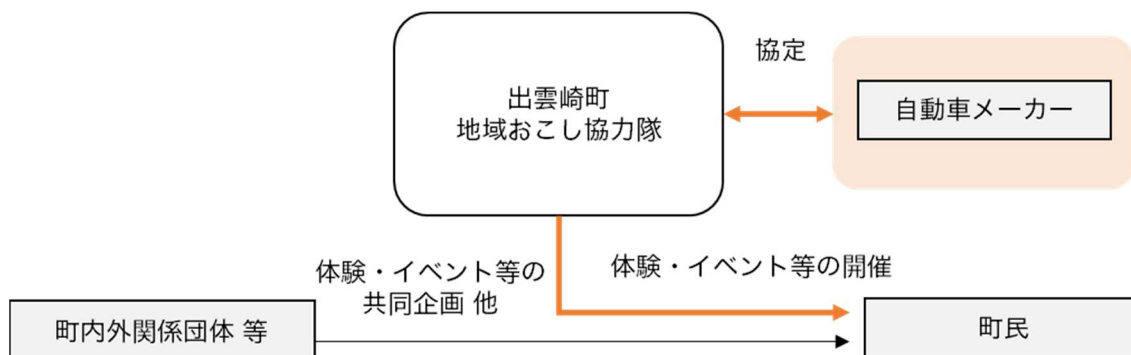 出雲崎町
地域おこし協力隊
協定
自動車メーカー
体験・イベント等の
共同企画 他
体験・イベント等の開催
町内外関係団体 等
町民